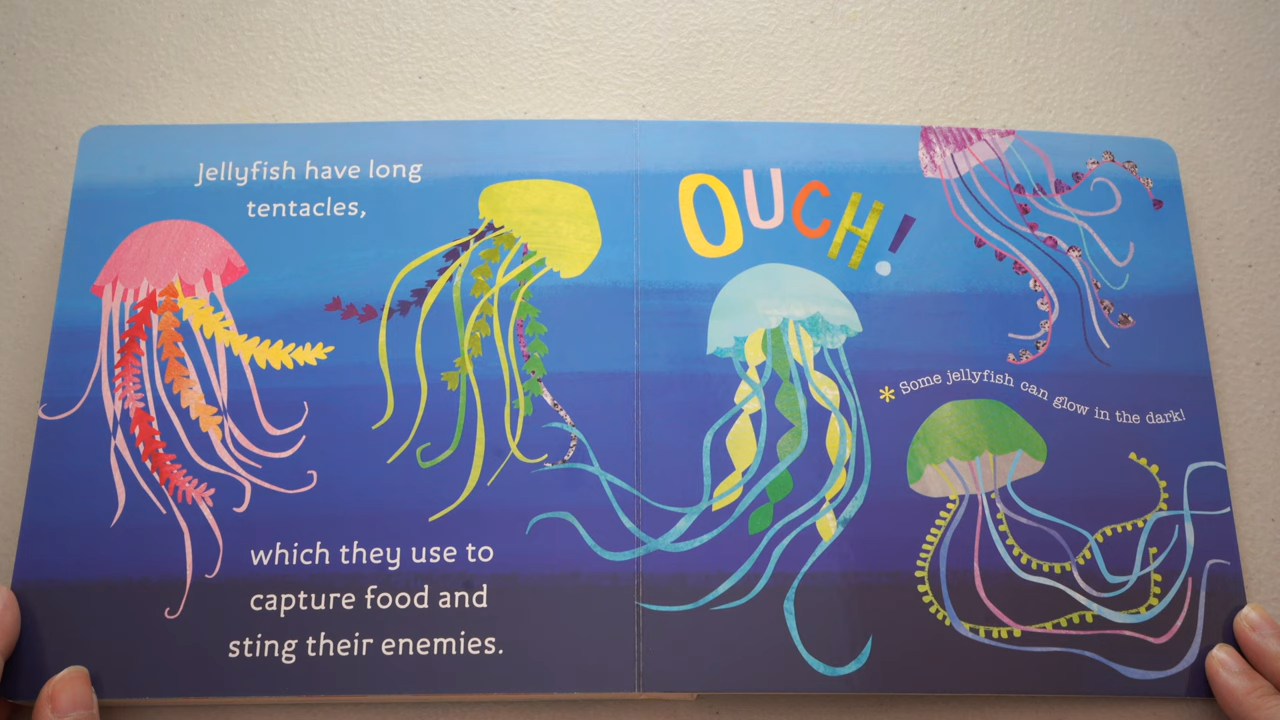 Jellyfish have long
tentacles,
which they use to
capture food and
sting their enemies.
OUCH!
* Some jellyfish can glow in the dark!